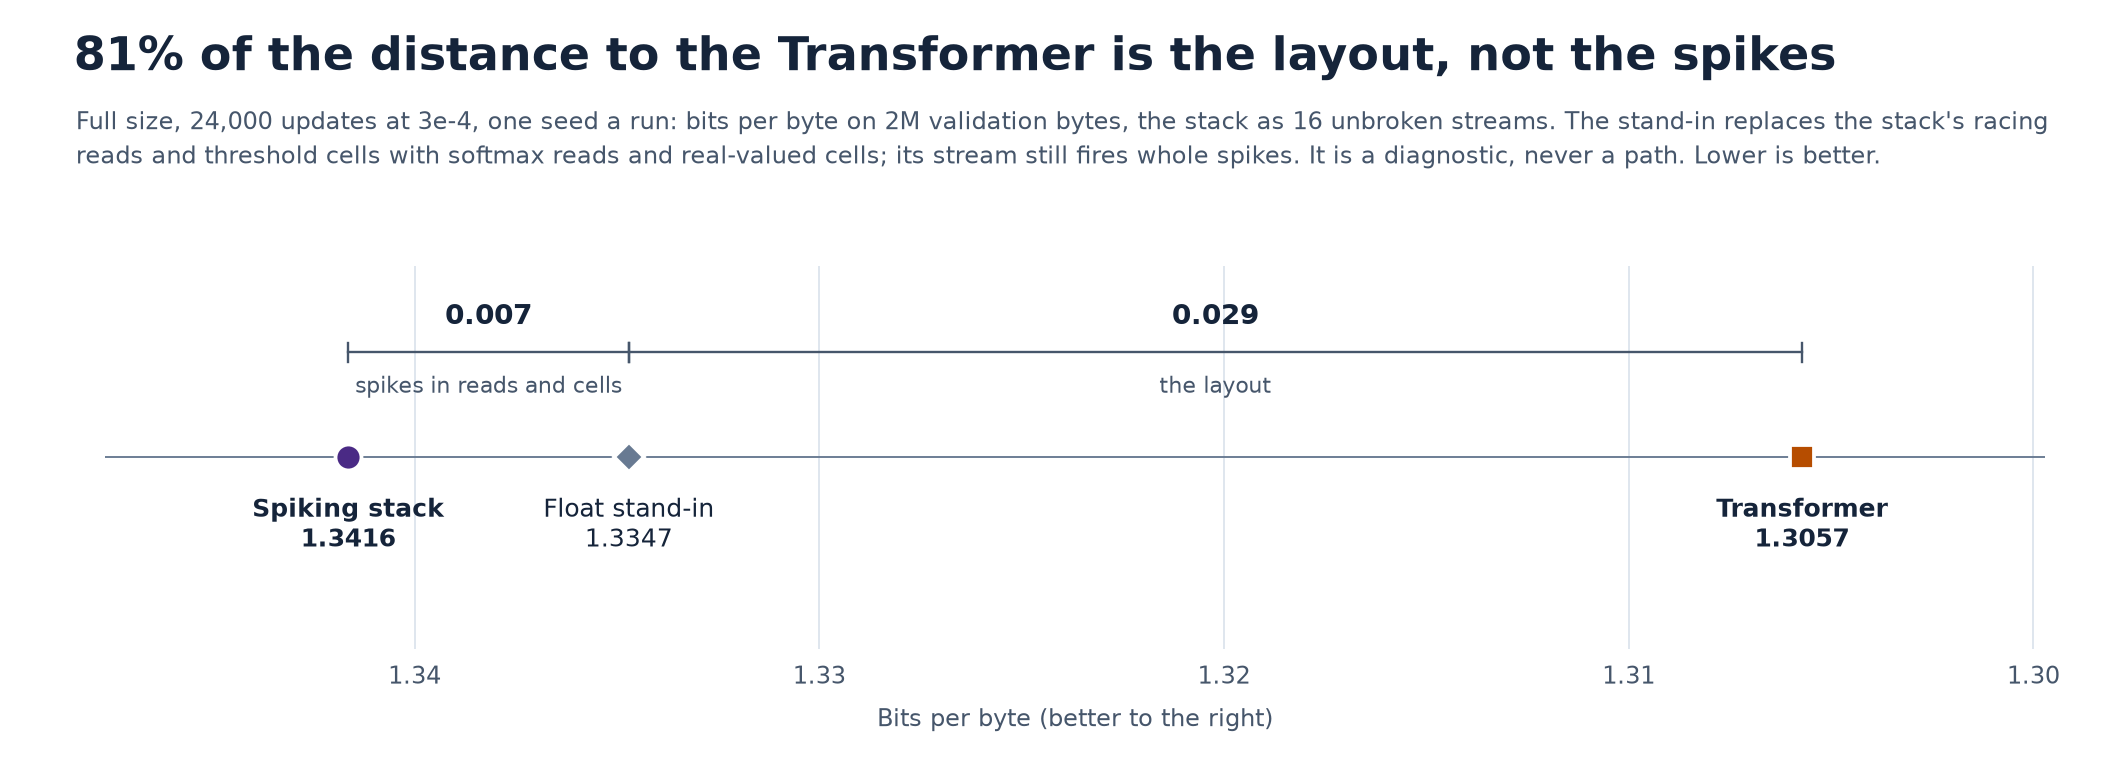 81% of the distance to the Transformer is the layout, not the spikes
Full size, 24,000 updates at 3e-4, one seed a run: bits per byte on 2M validation bytes, the stack as 16 unbroken streams. The stand-in replaces the stack's racing
reads and threshold cells with softmax reads and real-valued cells; its stream still fires whole spikes. It is a diagnostic, never a path. Lower is better.
0.007
0.029
spikes in reads and cells
the layout
Spiking stack
1.3416
Float stand-in
1.3347
Transformer
1.3057
1.34
1.33
1.32
1.31
1.30
Bits per byte (better to the right)